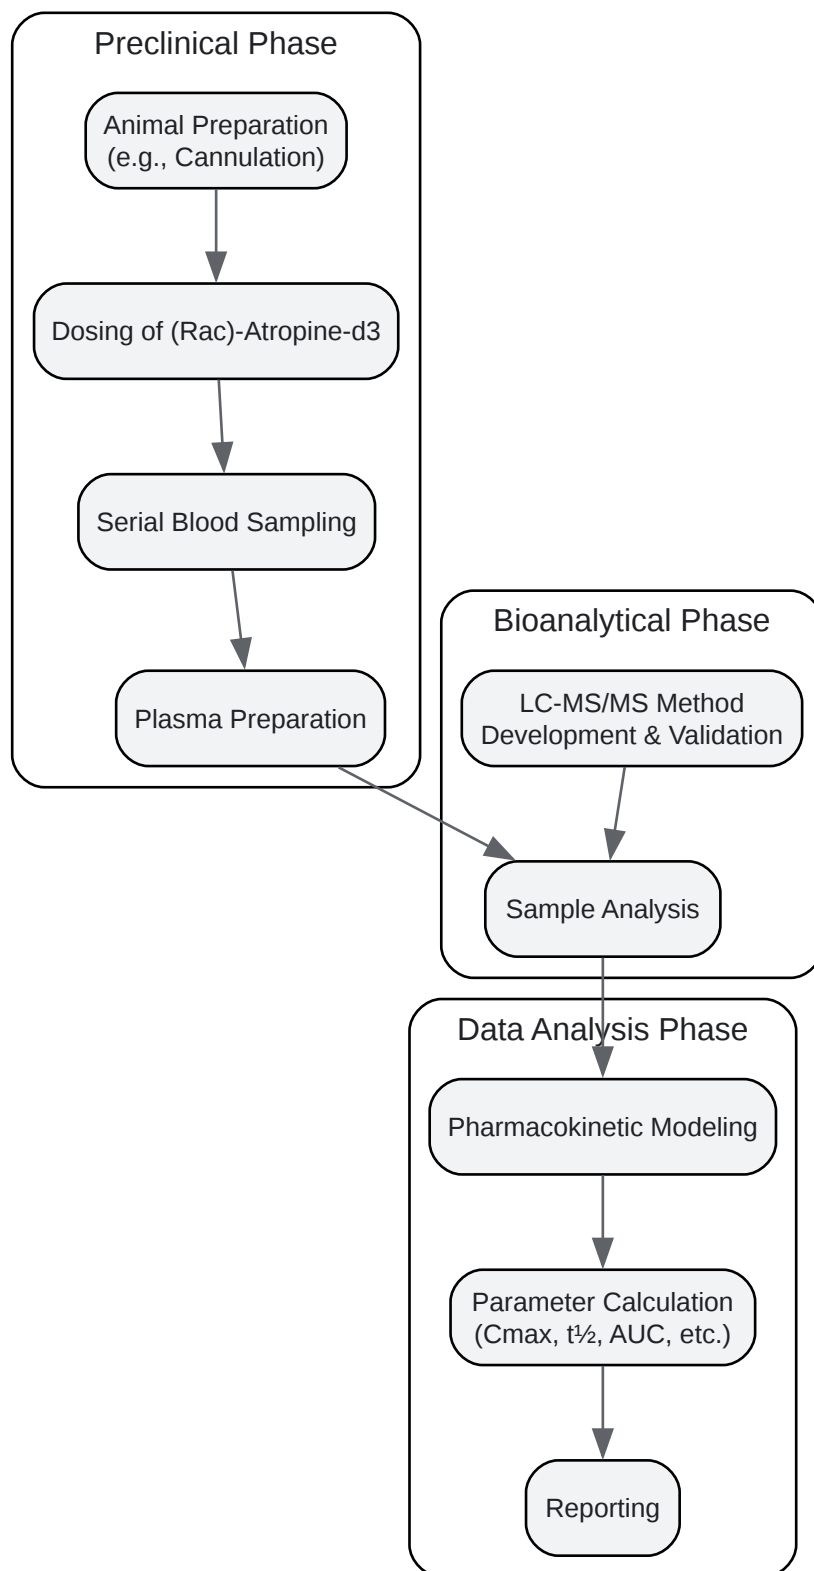 Preclinical Phase
Animal Preparation
(e.g., Cannulation)
Dosing of (Rac)-Atropine-d3
Serial Blood Sampling
Plasma Preparation
Bioanalytical Phase
LC-MS/MS Method
Development & Validation
Sample Analysis
Data Analysis Phase
Pharmacokinetic Modeling
Parameter Calculation
(Cmax, t½, AUC, etc.)
Reporting